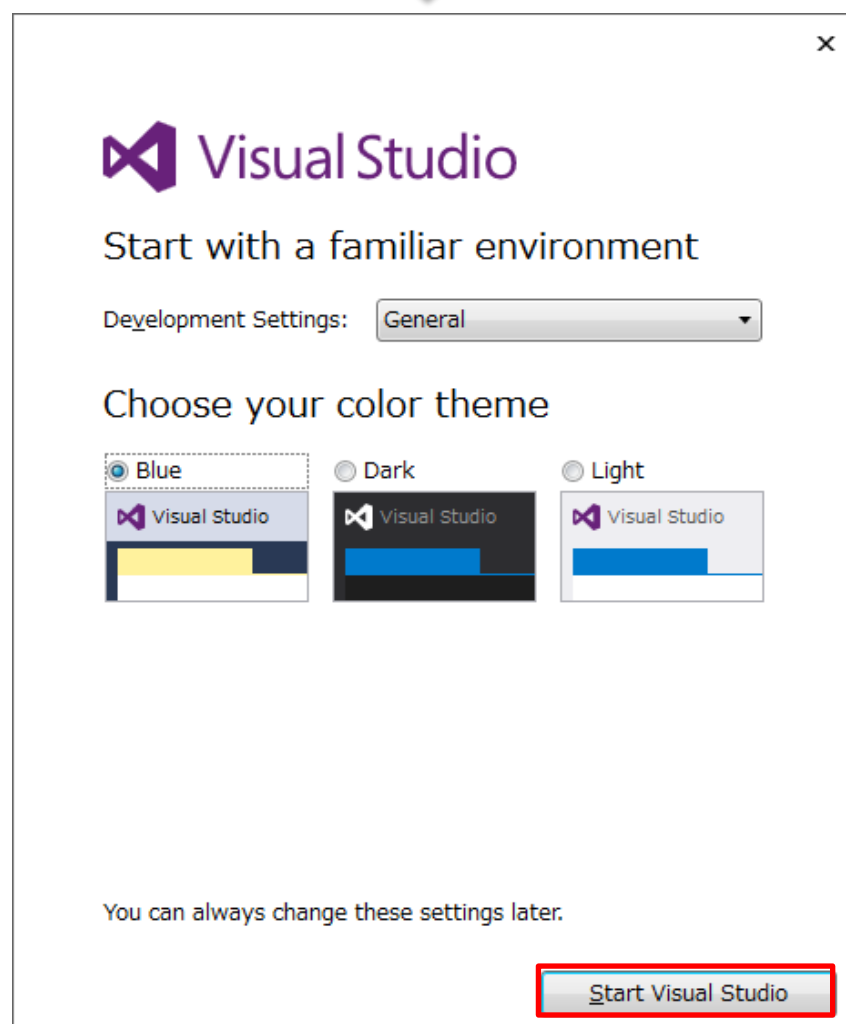 Visual Studio
Start with a familiar environment
Development Settings: General
Choose your color theme
Blue Dark Light
Visual Studio Visual Studio Visual Studio
You can always change these settings later.
Start Visual Studio